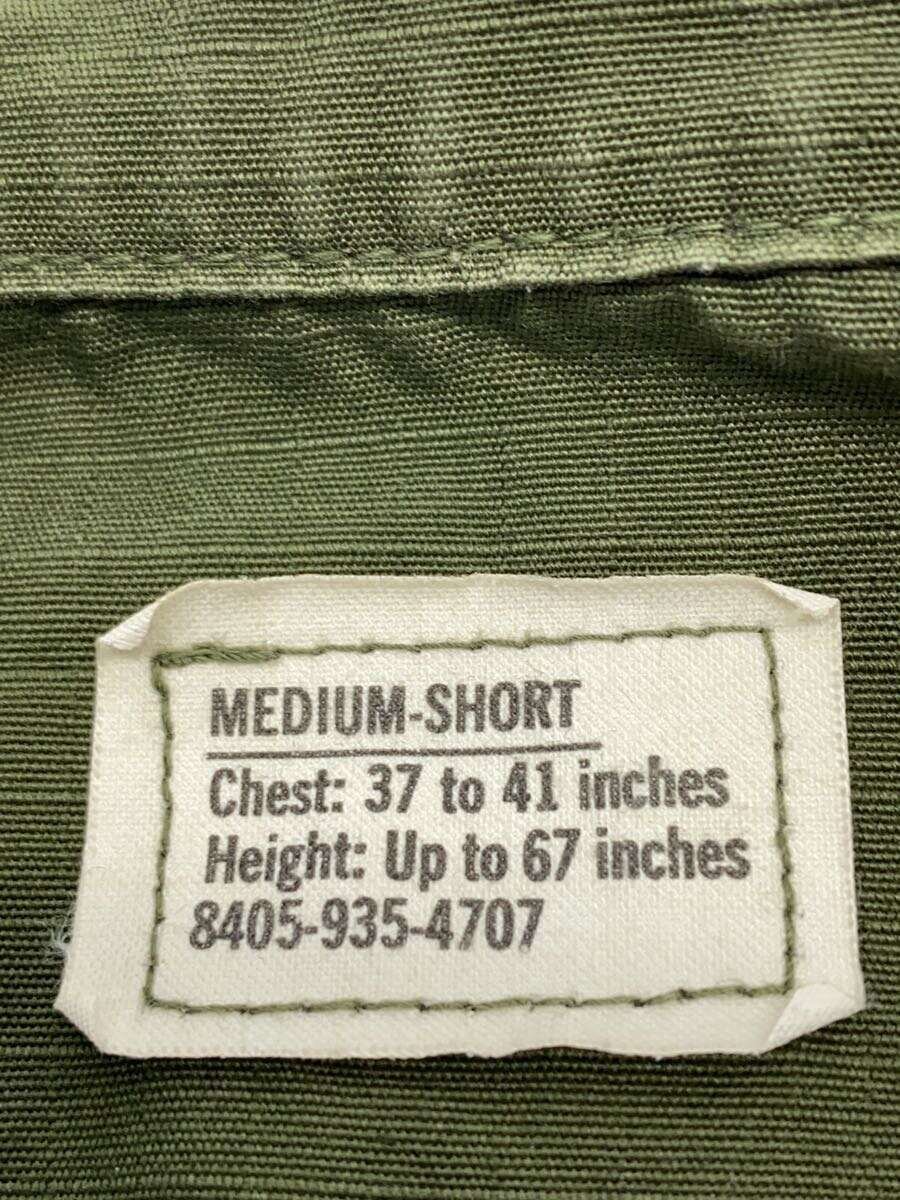 MEDIUM-SHORT
Chest: 37 to 41 inches
Height: Up to 67 inches
8405-935-4707